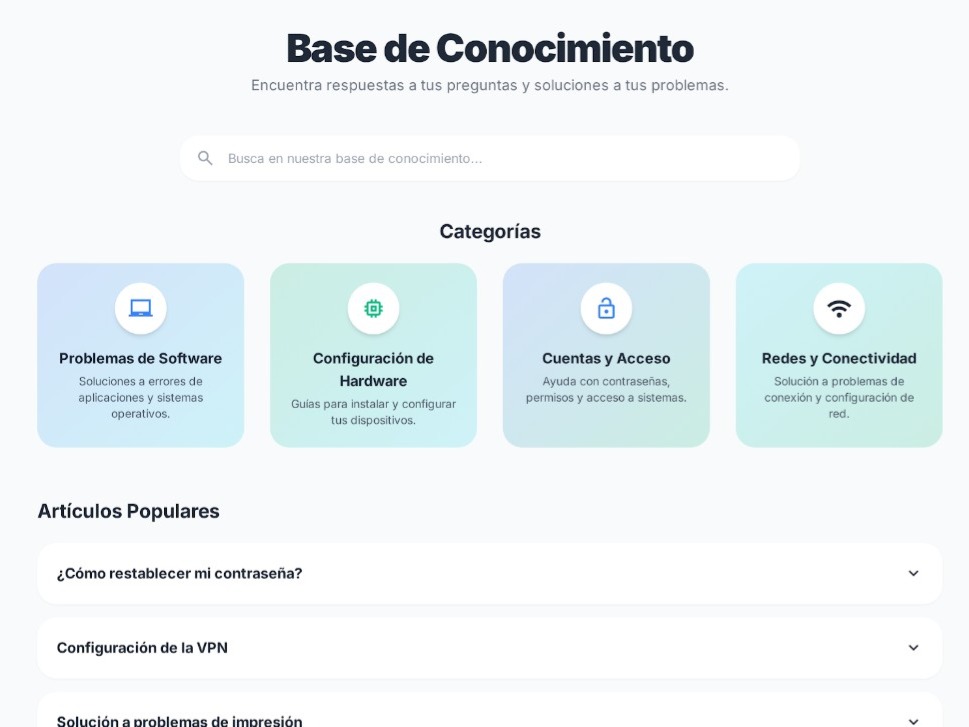 Base de Conocimiento
Encuentra respuestas a tus preguntas y soluciones a tus problemas.
Busca en nuestra base de conocimiento...
Categorías
Problemas de Software
Soluciones a errores de
aplicaciones y sistemas
operativos.
Configuración de
Hardware
Guías para instalar y configurar
tus dispositivos.
Cuentas y Acceso
Ayuda con contraseñas,
permisos y acceso a sistemas.
Redes y Conectividad
Solución a problemas de
conexión y configuración de
red.
Artículos Populares
¿Cómo restablecer mi contraseña?
Configuración de la VPN
Solución a problemas de impresión